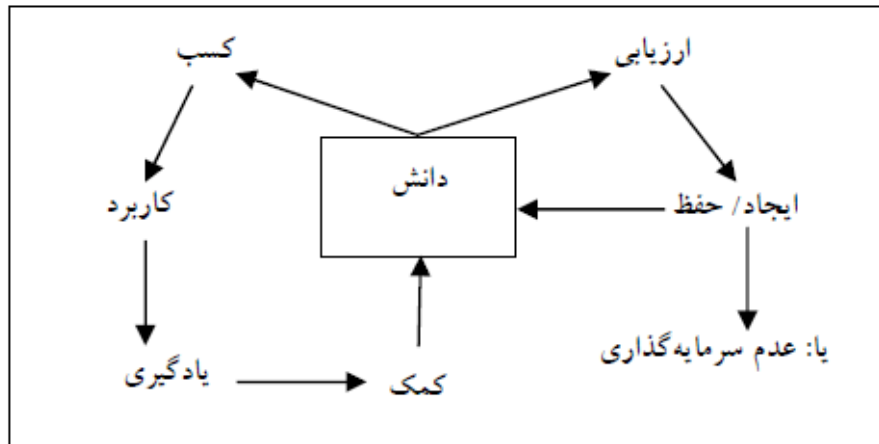 ارزیابی
کسب
دانش
ایجاد/ حفظ
کاربرد
یا: عدم سرمایه‌گذاری
یادگیری
کمک